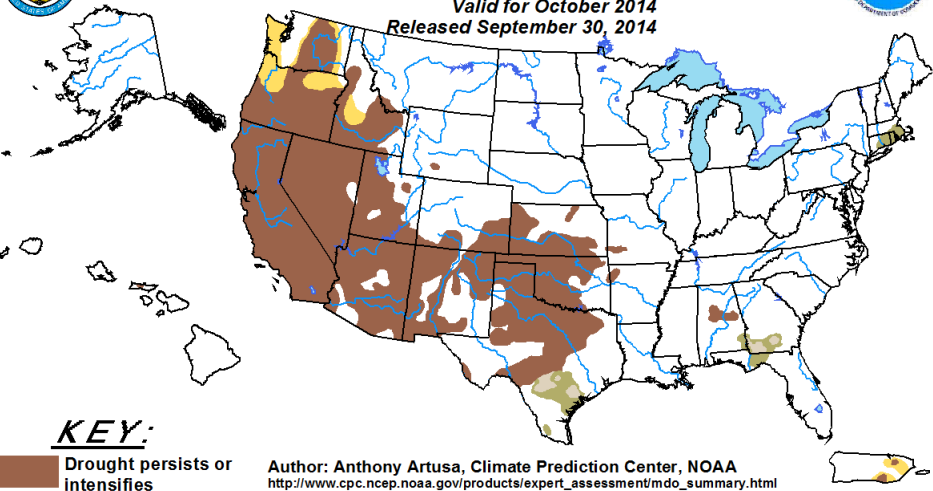 Valid for October 2014
Released September 30, 2014
KEY:
Drought persists or
intensifies
Author: Anthony Artusa, Climate Prediction Center, NOAA
http://www.cpc.ncep.noaa.gov/products/expert_assessment/mdo_summary.html